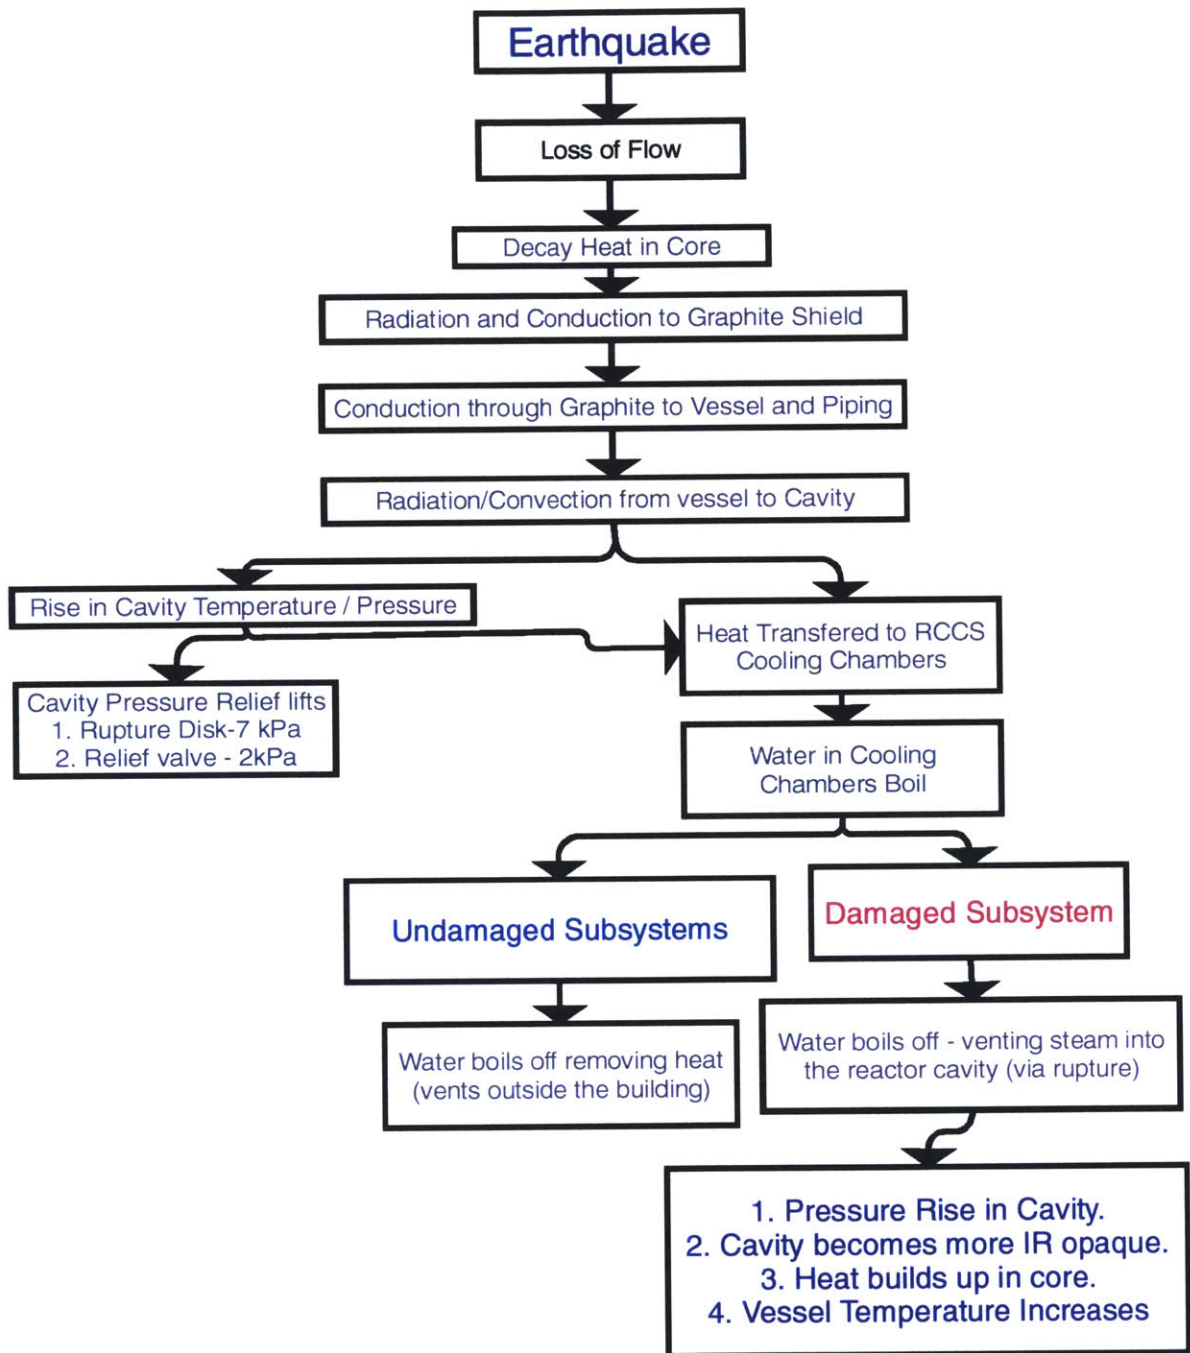 Earthquake
Loss of Flow
Decay Heat in Core
Radiation and Conduction to Graphite Shield
Conduction through Graphite to Vessel and Piping
Radiation/Convection from vessel to Cavity
Rise in Cavity Temperature / Pressure
Heat Transfered to RCCS
Cooling Chambers
Cavity Pressure Relief lifts
1. Rupture Disk-7 kPa
2. Relief valve - 2kPa
Water in Cooling
Chambers Boil
Undamaged Subsystems
Damaged Subsystem
Water boils off removing heat
(vents outside the building)
Water boils off - venting steam into
the reactor cavity (via rupture)
1. Pressure Rise in Cavity.
2. Cavity becomes more IR opaque.
3. Heat builds up in core.
4. Vessel Temperature Increases